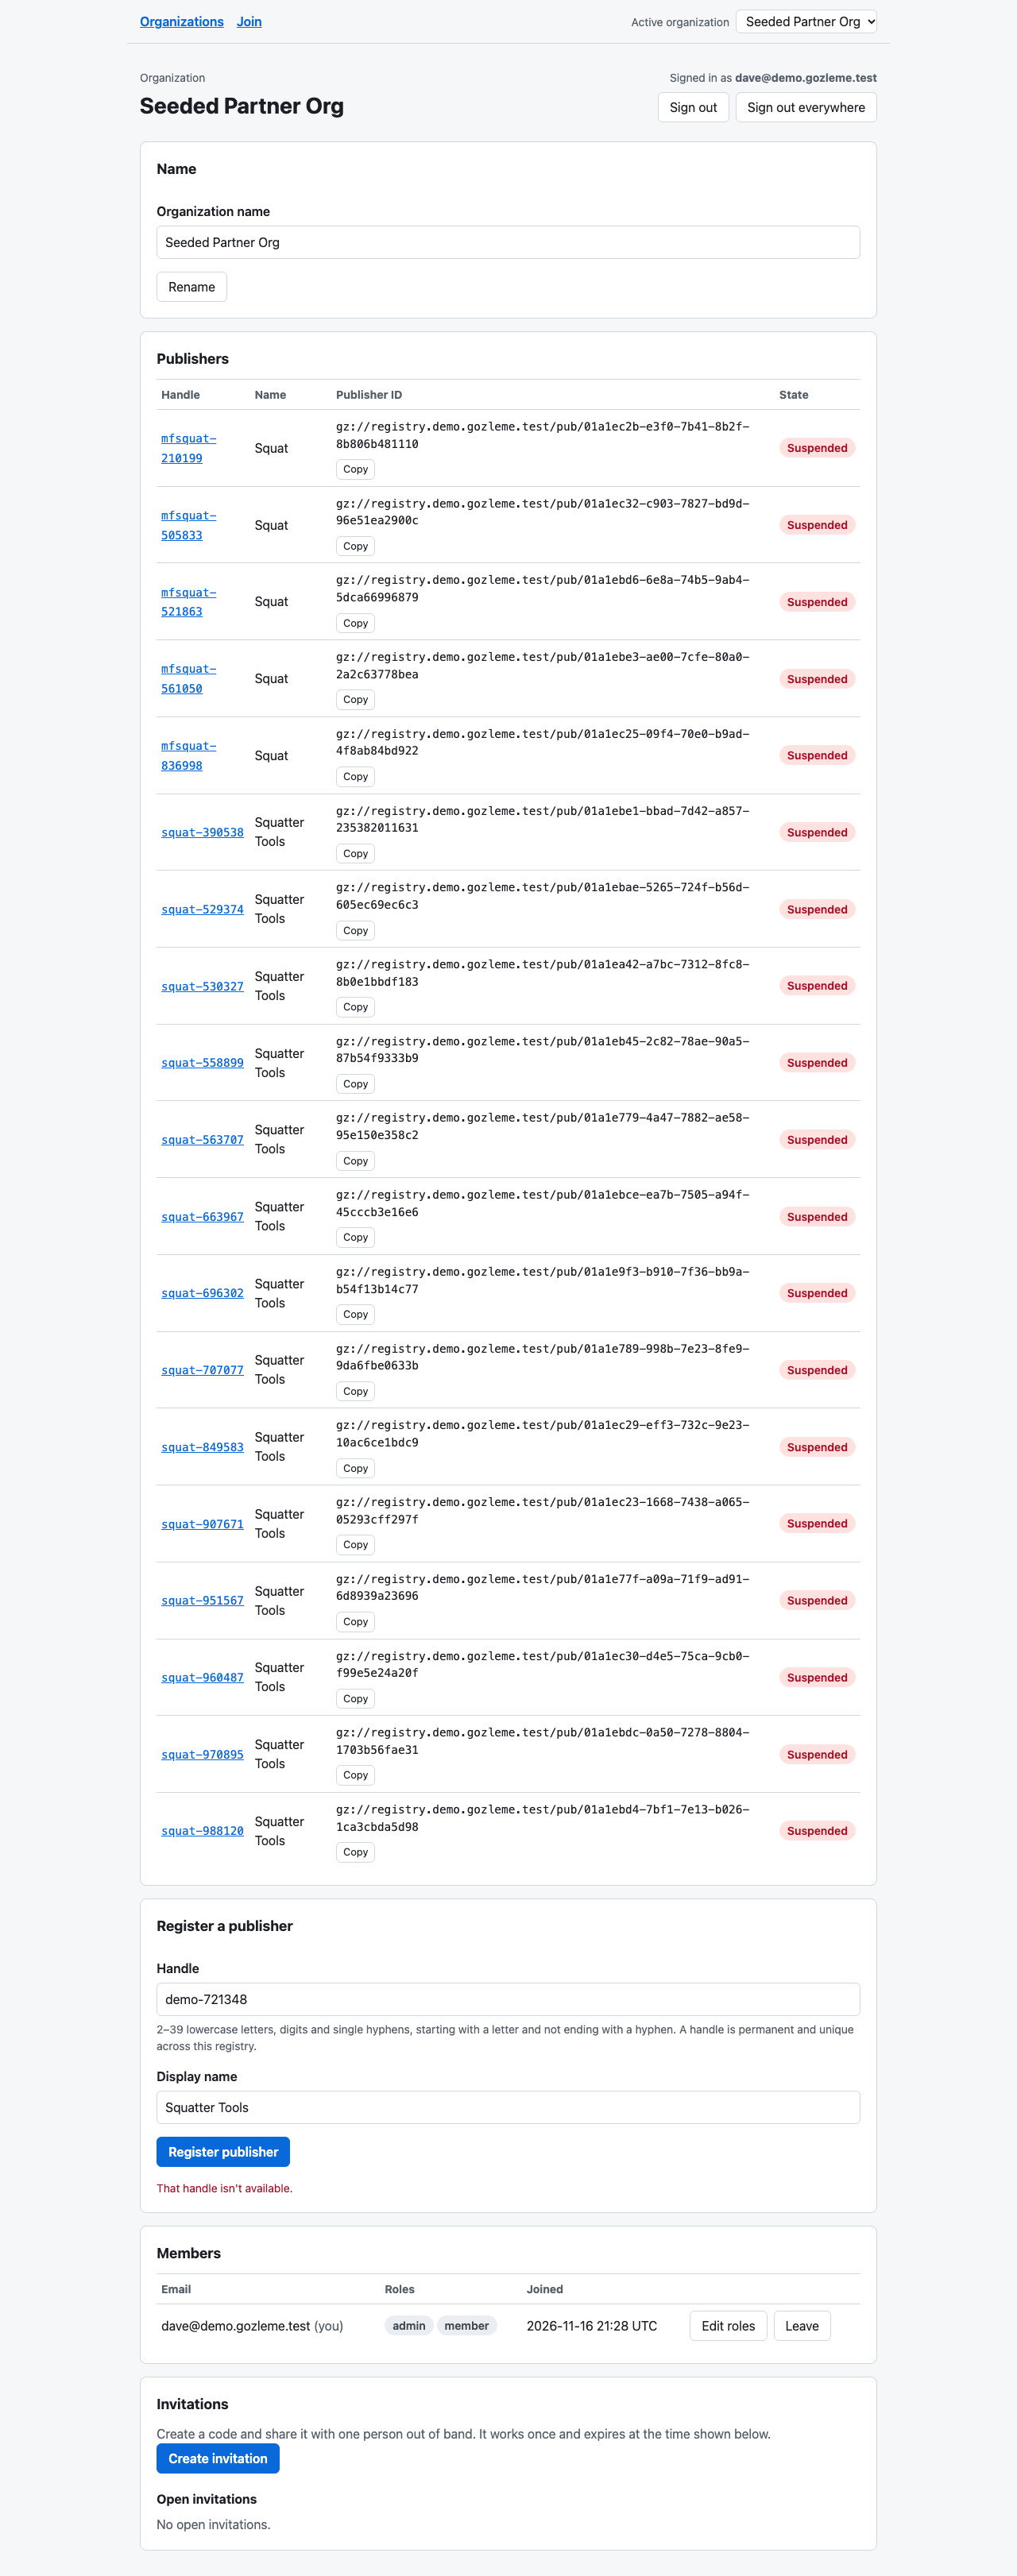 Organizations Join Active organization Seeded Partner Org
Organization Signed in as dave@demo.gozleme.test
Seeded Partner Org Sign out Sign out everywhere
Name
Organization name
Seeded Partner Org
Rename
Publishers
Handle Name Publisher ID State
mfsquat-210199 Squat gz://registry.demo.gozleme.test/pub/01a1ec2b-e3f0-7b41-8b2f-8b806b481110 Copy Suspended
mfsquat-505833 Squat gz://registry.demo.gozleme.test/pub/01a1ec32-c903-7827-bd9d-96e51ea2900c Copy Suspended
mfsquat-521863 Squat gz://registry.demo.gozleme.test/pub/01a1ebd6-6e8a-74b5-9ab4-5dca66996879 Copy Suspended
mfsquat-561050 Squat gz://registry.demo.gozleme.test/pub/01a1ebe3-ae00-7cfe-80a0-2a2c63778bea Copy Suspended
mfsquat-836998 Squat gz://registry.demo.gozleme.test/pub/01a1ec25-09f4-70e0-b9ad-4f8ab84bd922 Copy Suspended
squat-390538 Squatter Tools gz://registry.demo.gozleme.test/pub/01a1ebe1-bbad-7d42-a857-235382011631 Copy Suspended
squat-529374 Squatter Tools gz://registry.demo.gozleme.test/pub/01a1ebae-5265-724f-b56d-605ec69ec6c3 Copy Suspended
squat-530327 Squatter Tools gz://registry.demo.gozleme.test/pub/01a1ea42-a7bc-7312-8fc8-8b0e1bbdf183 Copy Suspended
squat-558899 Squatter Tools gz://registry.demo.gozleme.test/pub/01a1eb45-2c82-78ae-90a5-87b54f9333b9 Copy Suspended
squat-563707 Squatter Tools gz://registry.demo.gozleme.test/pub/01a1e779-4a47-7882-ae58-95e150e358c2 Copy Suspended
squat-663967 Squatter Tools gz://registry.demo.gozleme.test/pub/01a1ebce-ea7b-7505-a94f-45cccb3e16e6 Copy Suspended
squat-696302 Squatter Tools gz://registry.demo.gozleme.test/pub/01a1e9f3-b910-7f36-bb9a-b54f13b14c77 Copy Suspended
squat-707077 Squatter Tools gz://registry.demo.gozleme.test/pub/01a1e789-998b-7e23-8fe9-9da6fbe0633b Copy Suspended
squat-849583 Squatter Tools gz://registry.demo.gozleme.test/pub/01a1ec29-eff3-732c-9e23-10ac6ce1bdc9 Copy Suspended
squat-907671 Squatter Tools gz://registry.demo.gozleme.test/pub/01a1ec23-1668-7438-a065-05293cff297f Copy Suspended
squat-951567 Squatter Tools gz://registry.demo.gozleme.test/pub/01a1e77f-a09a-71f9-ad91-6d8939a23696 Copy Suspended
squat-960487 Squatter Tools gz://registry.demo.gozleme.test/pub/01a1ec30-d4e5-75ca-9cb0-f99e5e24a20f Copy Suspended
squat-970895 Squatter Tools gz://registry.demo.gozleme.test/pub/01a1ebdc-0a50-7278-8804-1703b56fae31 Copy Suspended
squat-988120 Squatter Tools gz://registry.demo.gozleme.test/pub/01a1ebd4-7bf1-7e13-b026-1ca3cbda5d98 Copy Suspended
Register a publisher
Handle
demo-721348
2–39 lowercase letters, digits and single hyphens, starting with a letter and not ending with a hyphen. A handle is permanent and unique
across this registry.
Display name
Squatter Tools
Register publisher
That handle isn't available.
Members
Email Roles Joined
dave@demo.gozleme.test (you) admin member 2026-11-16 21:28 UTC Edit roles Leave
Invitations
Create a code and share it with one person out of band. It works once and expires at the time shown below.
Create invitation
Open invitations
No open invitations.